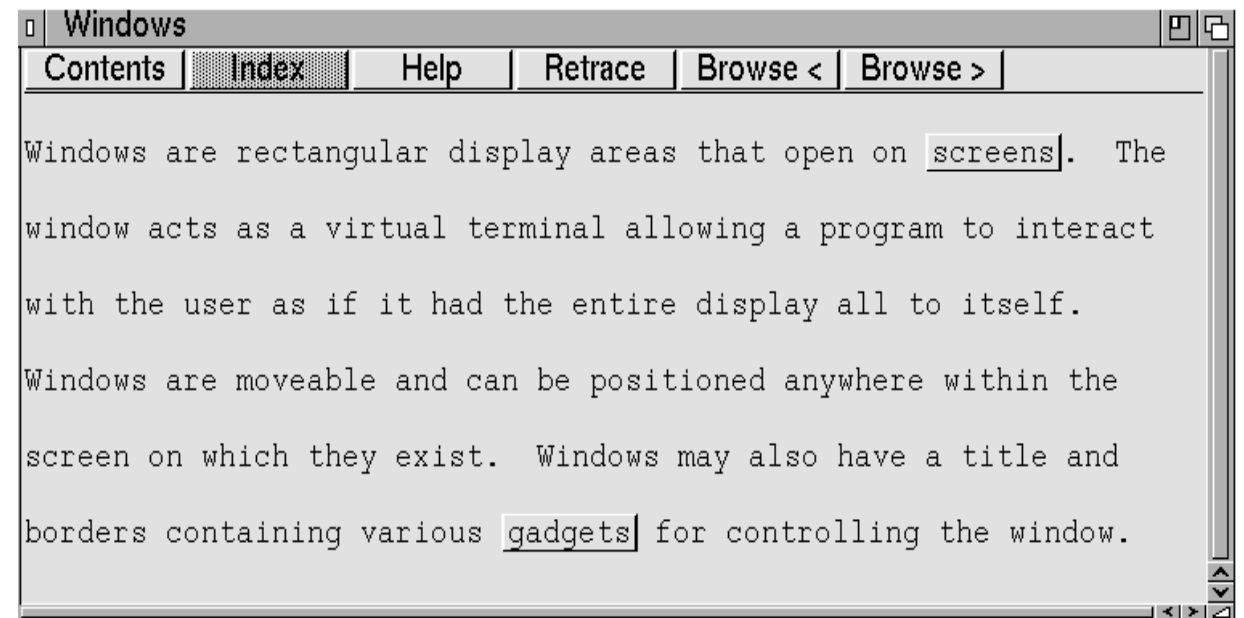 Windows
Contents Index Help Retrace Browse < Browse >
Windows are rectangular display areas that open on screens.  The
window acts as a virtual terminal allowing a program to interact
with the user as if it had the entire display all to itself.
Windows are moveable and can be positioned anywhere within the
screen on which they exist.  Windows may also have a title and
borders containing various gadgets for controlling the window.